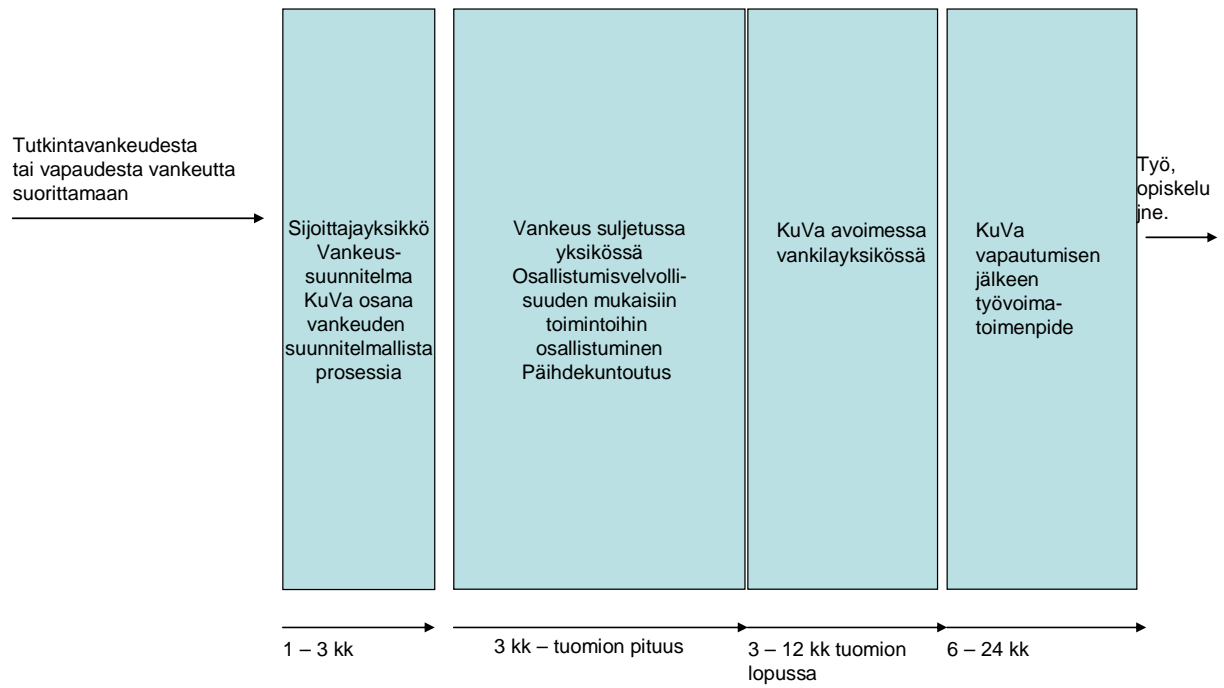 Tutkintavankeudesta
tai vapaudesta vankeutta
suorittamaan
Sijoittajayksikkö
Vankeus-
suunnitelma
KuVa osana
vankeuden
suunnitelmallista
prosessia
Vankeus suljetussa
yksikössä
Osallistumisvelvolli-
suuden mukaisiin
toimintoihin
osallistuminen
Päihdekuntoutus
KuVa avoimessa
vankilayksikössä
KuVa
vapautumisen
jälkeen
työvoima-
toimenpide
Työ,
opiskelu
jne.
1 – 3 kk
3 kk – tuomion pituus
3 – 12 kk tuomion
lopussa
6 – 24 kk